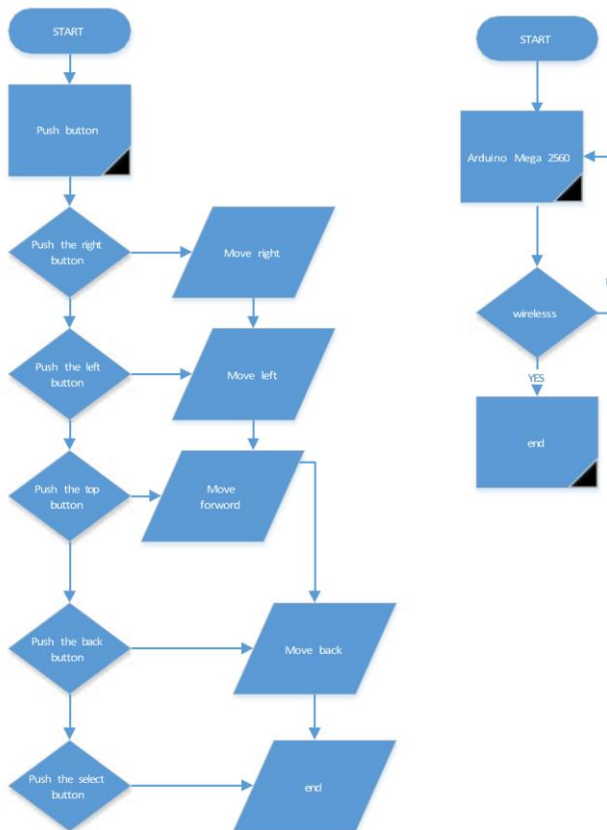 START
Push button
Push the right
button
Move right
Push the left
button
Move left
Push the top
button
Move
forword
Push the back
button
Move back
Push the select
button
end
START
Arduino Mega 2560
wirelesss
YES
end